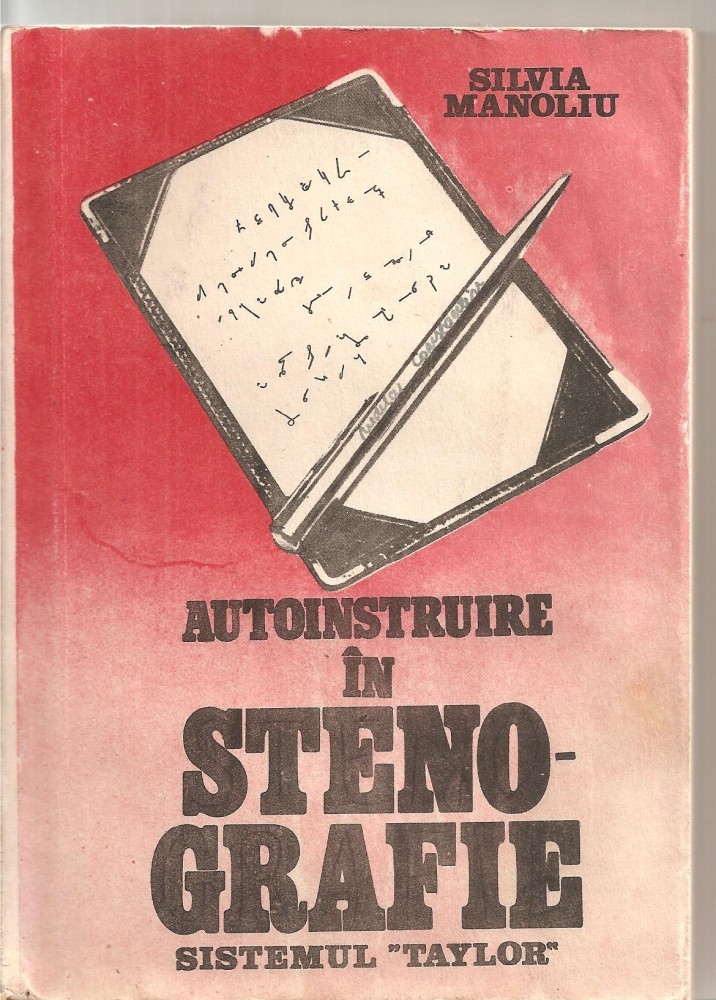 SILVIA
MANOLIU
AUTOINSTRUIRE
ÎN
STENO-
GRAFIE
SISTEMUL "TAYLOR"